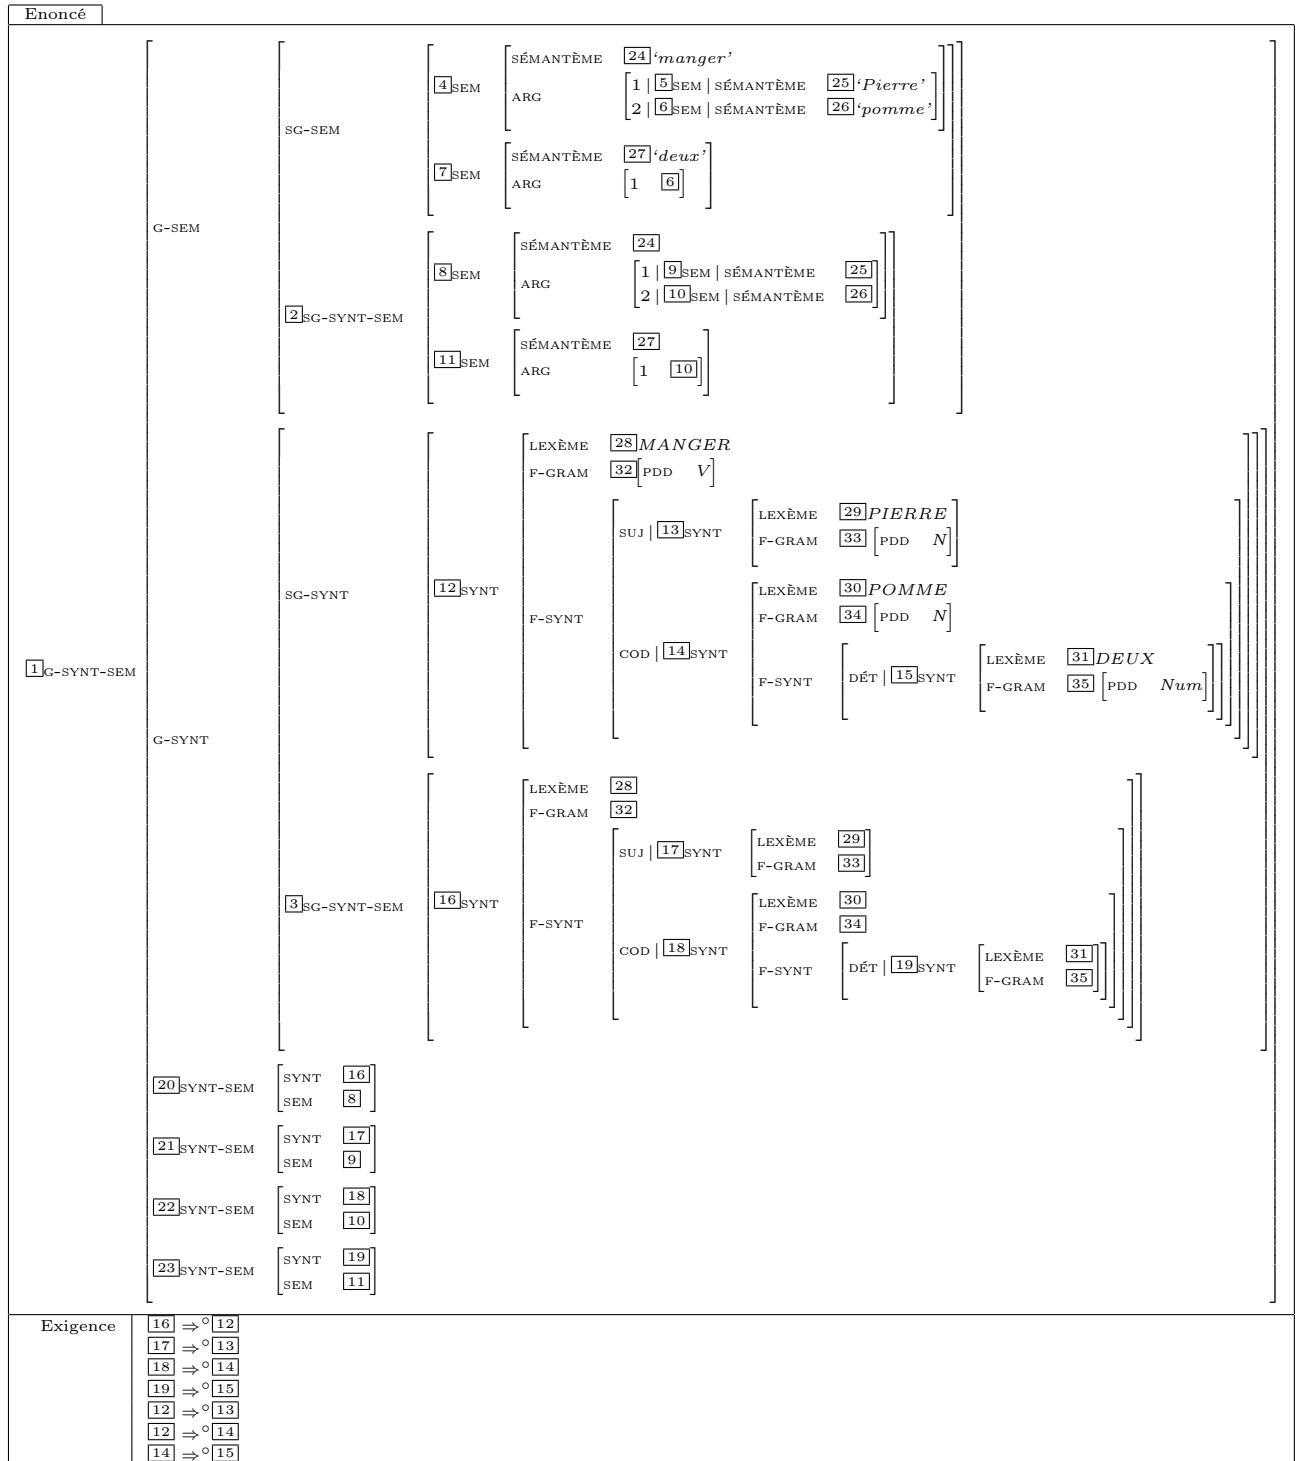 Enoncé
SÉMANTÈME 24 ‘manger’
4 SEM
1 | 5 SEM | SÉMANTÈME 25 ‘Pierre’
ARG
2 | 6 SEM | SÉMANTÈME 26 ‘pomme’
SG-SEM
SÉMANTÈME 27 ‘deux’
7 SEM
ARG [1 6]
G-SEM
SÉMANTÈME 24
8 SEM
1 | 9 SEM | SÉMANTÈME 25
ARG
2 | 10 SEM | SÉMANTÈME 26
2 SG-SYNT-SEM
SÉMANTÈME 27
11 SEM
ARG [1 10]
LEXÈME 28 MANGER
F-GRAM 32 [PDD V]
LEXÈME 29 PIERRE
SUJ | 13 SYNT
F-GRAM 33 [PDD N]
SG-SYNT 12 SYNT
LEXÈME 30 POMME
F-GRAM 34 [PDD N]
F-SYNT
COD | 14 SYNT
LEXÈME 31 DEUX
F-SYNT [DÉT | 15 SYNT
F-GRAM 35 [PDD Num]
1 G-SYNT-SEM
G-SYNT
LEXÈME 28
F-GRAM 32
LEXÈME 29
SUJ | 17 SYNT
F-GRAM 33
3 SG-SYNT-SEM 16 SYNT
LEXÈME 30
F-GRAM 34
F-SYNT
COD | 18 SYNT
LEXÈME 31
F-SYNT [DÉT | 19 SYNT
F-GRAM 35
20 SYNT-SEM
SYNT 16
SEM 8
21 SYNT-SEM
SYNT 17
SEM 9
22 SYNT-SEM
SYNT 18
SEM 10
23 SYNT-SEM
SYNT 19
SEM 11
Exigence 16 ⇒° 12
17 ⇒° 13
18 ⇒° 14
19 ⇒° 15
12 ⇒° 13
12 ⇒° 14
14 ⇒° 15